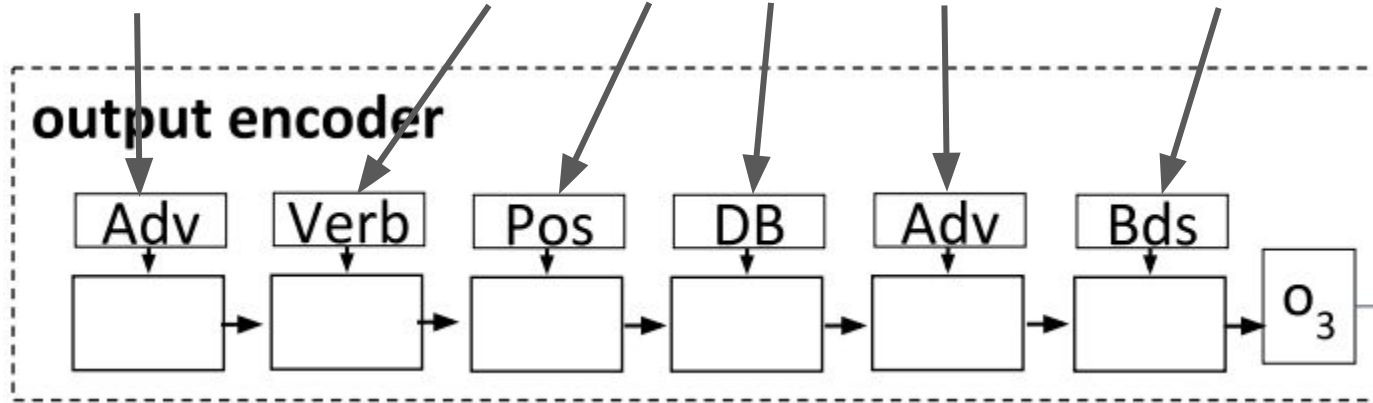 output encoder
Adv Verb Pos DB Adv Bds
o3